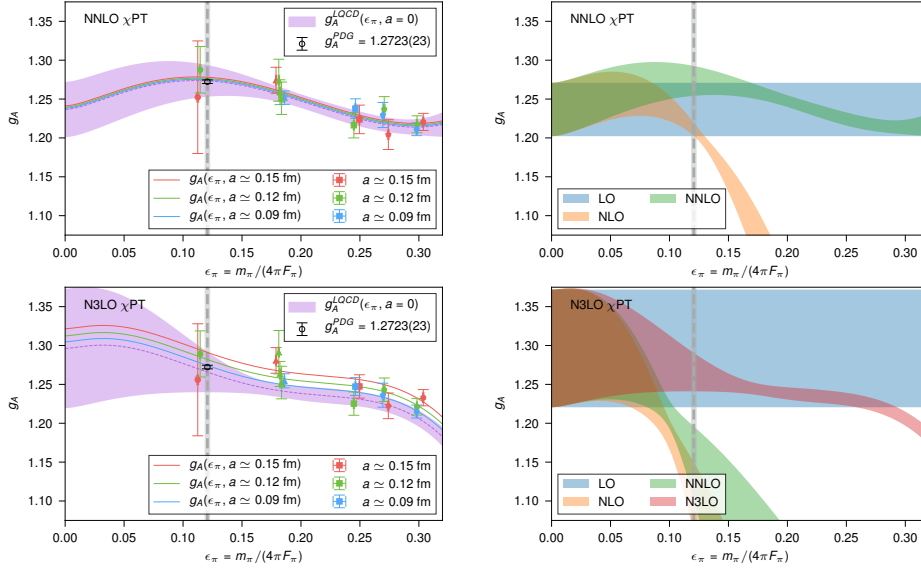 NNLO χPT
g_A^{LQCD}(ϵ_π, a = 0)
g_A^{PDG} = 1.2723(23)
g_A(ϵ_π, a ≃ 0.15 fm)
g_A(ϵ_π, a ≃ 0.12 fm)
g_A(ϵ_π, a ≃ 0.09 fm)
a ≃ 0.15 fm
a ≃ 0.12 fm
a ≃ 0.09 fm
g_A
1.35
1.30
1.25
1.20
1.15
1.10
0.00 0.05 0.10 0.15 0.20 0.25 0.30
ϵ_π = m_π/(4πF_π)
NNLO χPT
LO
NLO
NNLO
g_A
1.35
1.30
1.25
1.20
1.15
1.10
0.00 0.05 0.10 0.15 0.20 0.25 0.30
ϵ_π = m_π/(4πF_π)
N3LO χPT
g_A^{LQCD}(ϵ_π, a = 0)
g_A^{PDG} = 1.2723(23)
g_A(ϵ_π, a ≃ 0.15 fm)
g_A(ϵ_π, a ≃ 0.12 fm)
g_A(ϵ_π, a ≃ 0.09 fm)
a ≃ 0.15 fm
a ≃ 0.12 fm
a ≃ 0.09 fm
g_A
1.35
1.30
1.25
1.20
1.15
1.10
0.00 0.05 0.10 0.15 0.20 0.25 0.30
ϵ_π = m_π/(4πF_π)
N3LO χPT
LO
NLO
NNLO
N3LO
g_A
1.35
1.30
1.25
1.20
1.15
1.10
0.00 0.05 0.10 0.15 0.20 0.25 0.30
ϵ_π = m_π/(4πF_π)